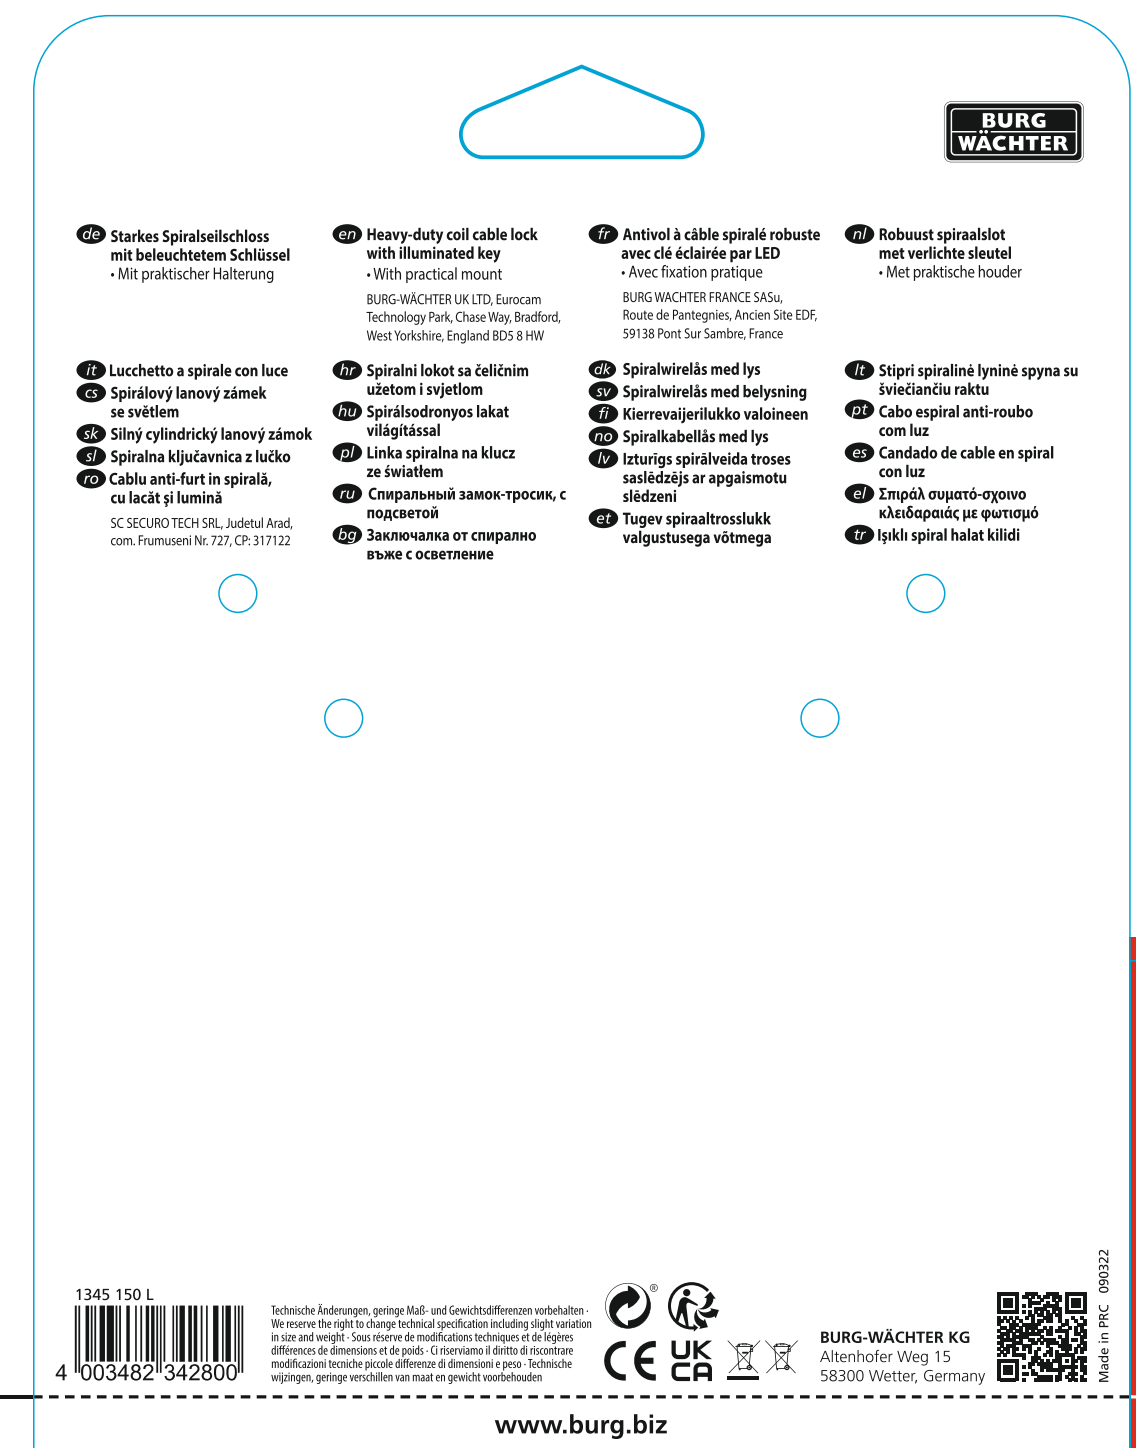 BURG
WÄCHTER
de Starkes Spiralseilschloss
mit beleuchtetem Schlüssel
• Mit praktischer Halterung
en Heavy-duty coil cable lock
with illuminated key
• With practical mount
BURG-WÄCHTER UK LTD, Eurocam
Technology Park, Chase Way, Bradford,
West Yorkshire, England BD5 8 HW
fr Antivol à câble spiralé robuste
avec clé éclairée par LED
• Avec fixation pratique
BURG WACHTER FRANCE SASu,
Route de Pantegnies, Ancien Site EDF,
59138 Pont Sur Sambre, France
nl Robuust spiraalslot
met verlichte sleutel
• Met praktische houder
it Lucchetto a spirale con luce
cs Spirálový lanový zámek
se světlem
sk Silný cylindrický lanový zámok
sl Spiralna ključavnica z lučko
ro Cablu anti-furt in spirală,
cu lacăt şi lumină
SC SECURO TECH SRL, Judetul Arad,
com. Frumuseni Nr. 727, CP: 317122
hr Spiralni lokot sa čeličnim
užetom i svjetlom
hu Spirálsodronyos lakat
világítással
pl Linka spiralna na klucz
ze światłem
ru Спиральный замок-тросик, с
подсветой
bg Заключалка от спирално
въже с осветление
dk Spiralwirelås med lys
sv Spiralwirelås med belysning
fi Kierrevaijerilukko valoineen
no Spiralkabellås med lys
lv Izturīgs spirālveida troses
saslēdzējs ar apgaismotu
slēdzeni
et Tugev spiraaltrosslukk
valgustusega võtmega
lt Stipri spiralinė lyninė spyna su
šviečiančiu raktu
pt Cabo espiral anti-roubo
com luz
es Candado de cable en spiral
con luz
el Σπιράλ συματό-σχοινο
κλειδαραιάς με φωτισμό
tr Işıklı spiral halat kilidi
1345 150 L
4 003482 342800
Technische Änderungen, geringe Maß- und Gewichtsdifferenzen vorbehalten ·
We reserve the right to change technical specification including slight variation
in size and weight · Sous réserve de modifications techniques et de légères
différences de dimensions et de poids · Ci riserviamo il diritto di riscontrare
modificazioni tecniche piccole differenze di dimensioni e peso · Technische
wijzingen, geringe verschillen van maat en gewicht voorbehouden
®
CE
UK
CA
BURG-WÄCHTER KG
Altenhofer Weg 15
58300 Wetter, Germany
Made in PRC 090322
www.burg.biz